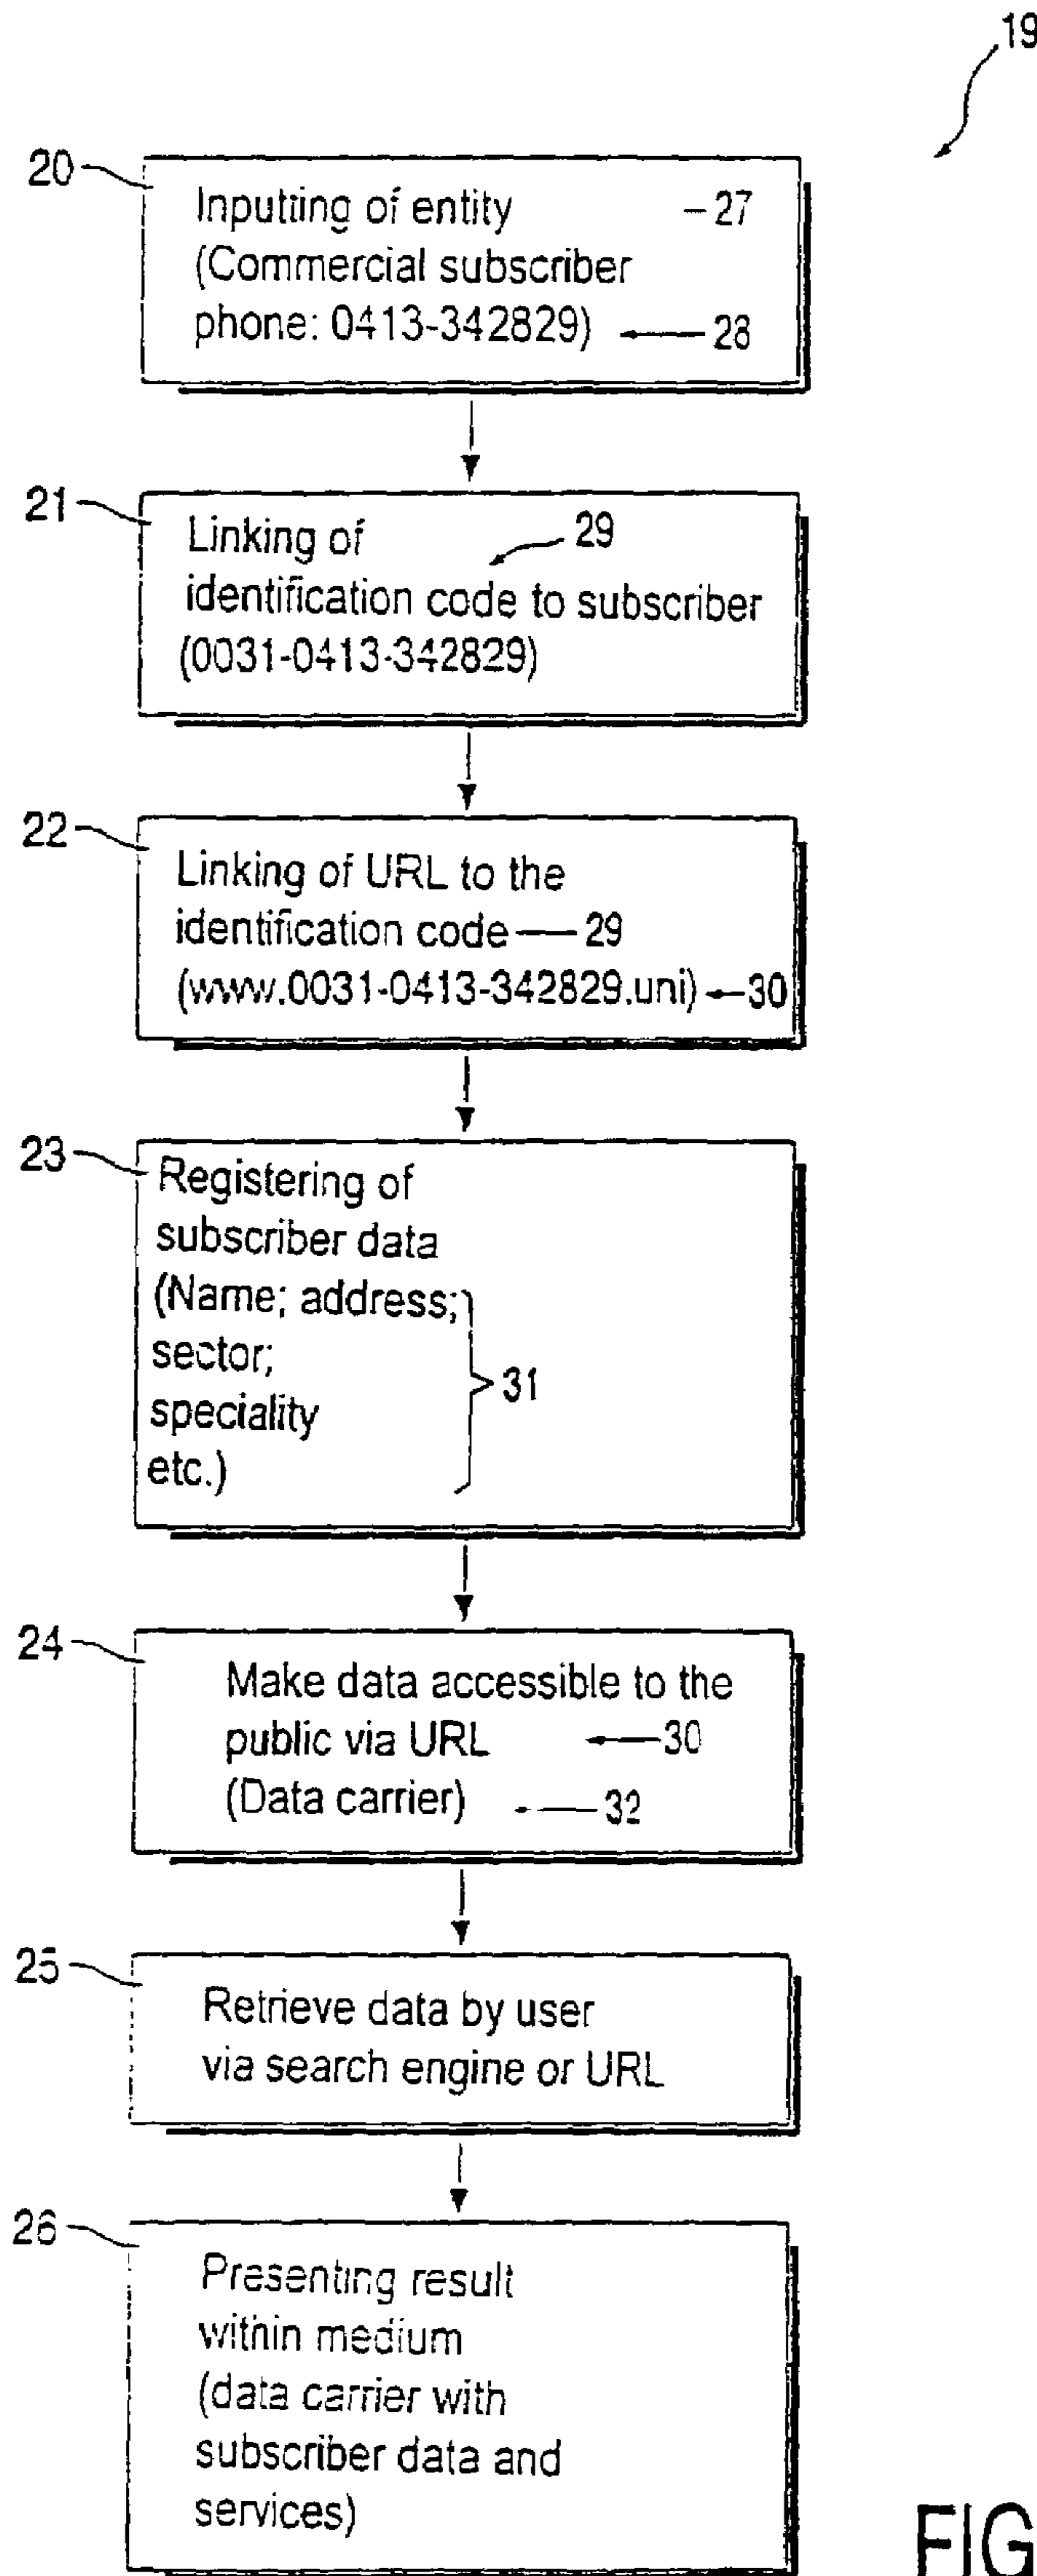 19
20
Inputting of entity - 27
(Commercial subscriber
phone: 0413-342829) 28
21
Linking of 29
identification code to subscriber
(0031-0413-342829)
22
Linking of URL to the
identification code 29
(www.0031-0413-342829.uni) 30
23
Registering of
subscriber data
(Name; address;
sector;
speciality
etc.)
31
24
Make data accessible to the
public via URL 30
(Data carrier) 32
25
Retrieve data by user
via search engine or URL
26
Presenting result
within medium
(data carrier with
subscriber data and
services)
FIG